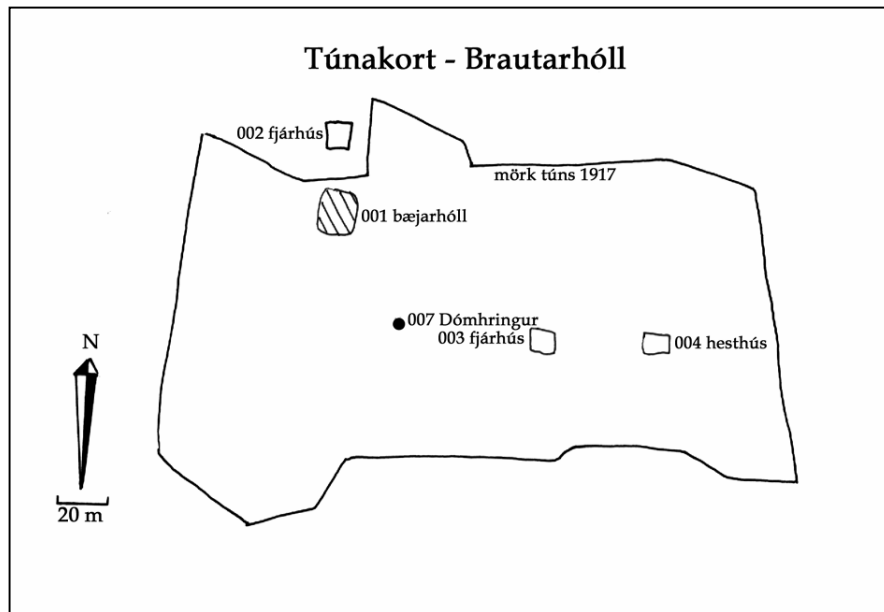 Túnakort - Brautarhóll
002 fjárhús
mörk túns 1917
001 bæjarhóll
007 Dómhringur
003 fjárhús
004 hesthús
N
20 m